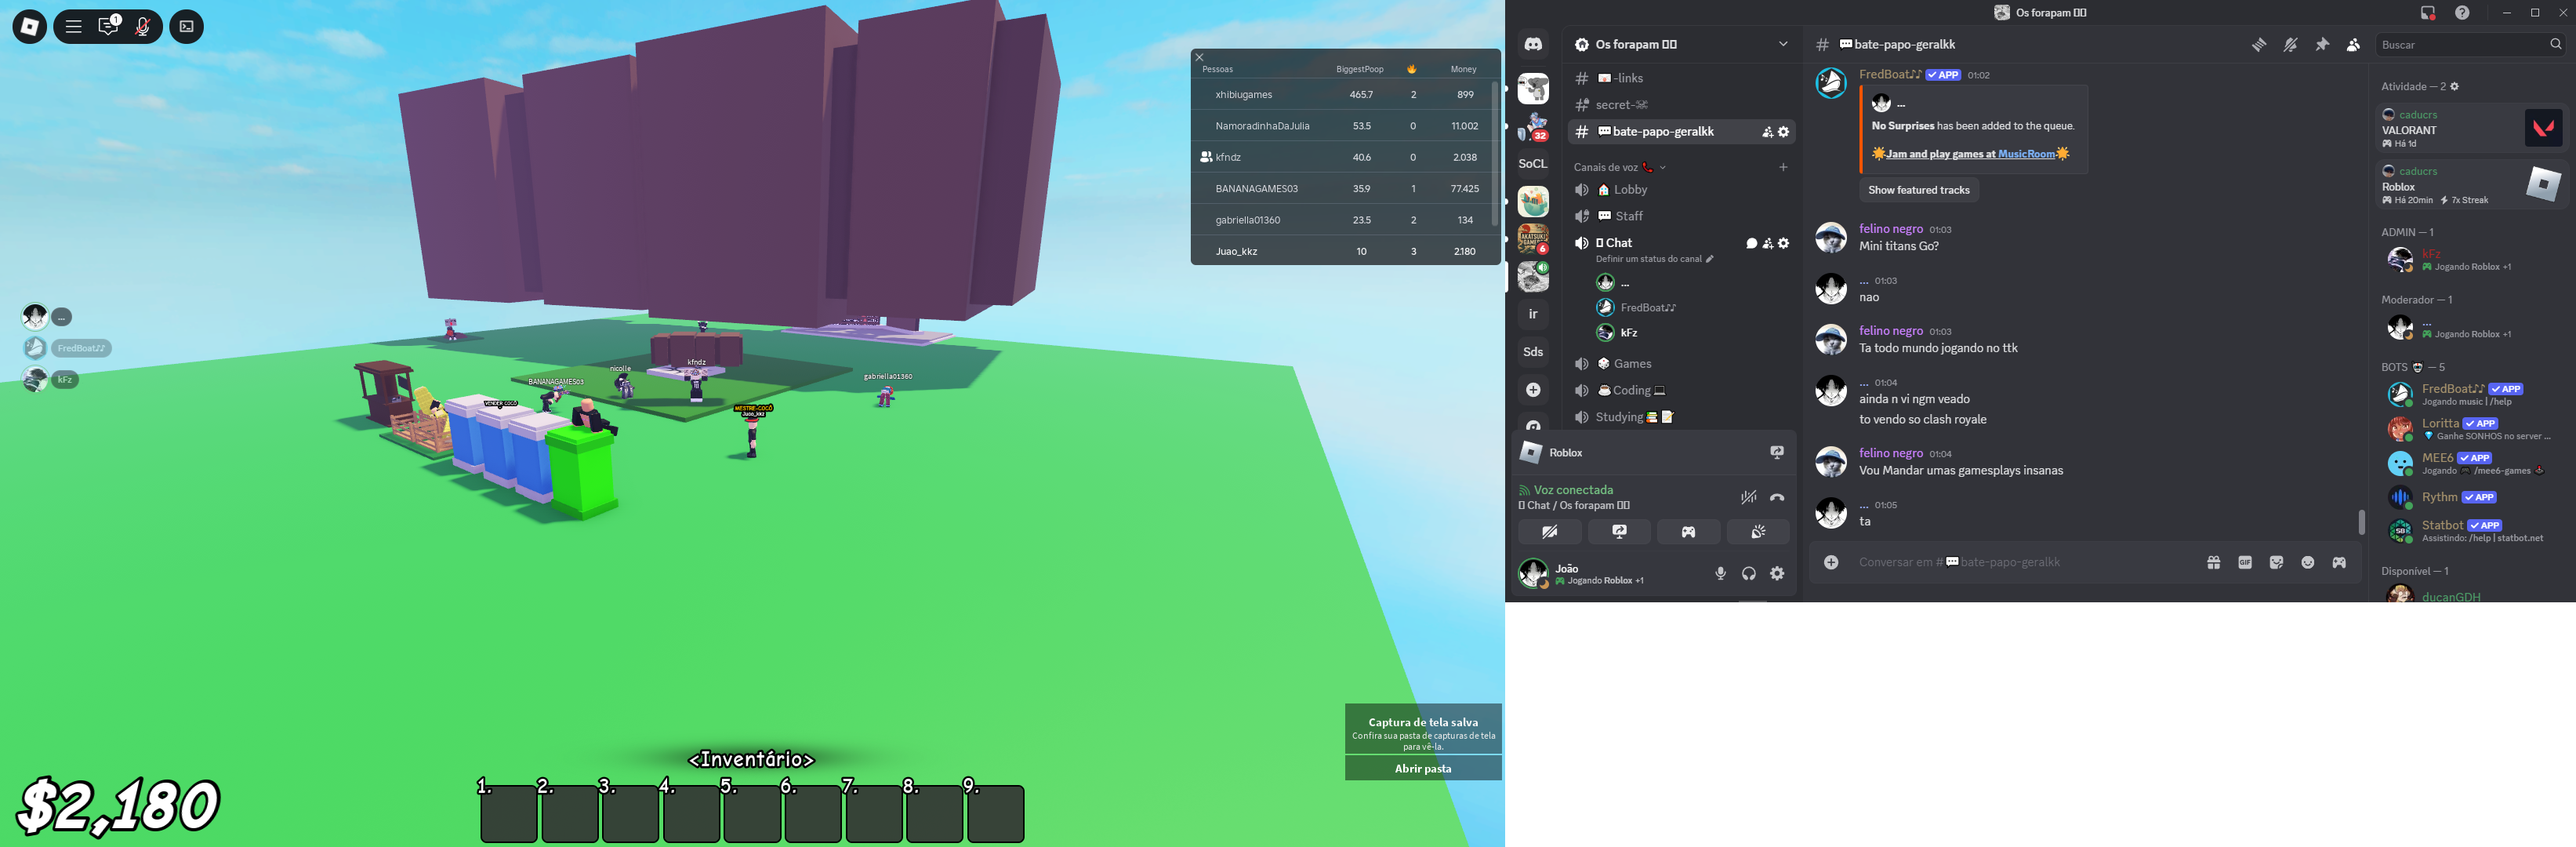 1
Pessoas BiggestPoop 🔥 Money
xhibiugames 465.7 2 899
NamoradinhaDaJulia 53.5 0 11.002
kfndz 40.6 0 2.038
BANANAGAMES03 35.9 1 77.425
gabriella01360 23.5 2 134
Juao_kkz 10 3 2.180
...
FredBoat♪♪
kFz
kfndz
nicolle
BANANAGAMES03
gabriella01360
VENDER COCÔ
MESTRE-COCÔ
Juao_kkz
Captura de tela salva
Confira sua pasta de capturas de tela
para vê-la.
Abrir pasta
<Inventário>
1. 2. 3. 4. 5. 6. 7. 8. 9.
$2,180
Os forapam
32
SoCL
6
ir
Sds
Os forapam
-links
secret-
bate-papo-geralkk
Canais de voz
Lobby
Staff
Chat
Definir um status do canal
...
FredBoat♪♪
kFz
Games
Coding
Studying
Roblox
Voz conectada
Chat / Os forapam
João
Jogando Roblox +1
# bate-papo-geralkk
Buscar
FredBoat♪♪ APP 01:02
...
No Surprises has been added to the queue.
Jam and play games at MusicRoom
Show featured tracks
felino negro 01:03
Mini titans Go?
... 01:03
nao
felino negro 01:03
Ta todo mundo jogando no ttk
... 01:04
ainda n vi ngm veado
to vendo so clash royale
felino negro 01:04
Vou Mandar umas gamesplays insanas
... 01:05
ta
Conversar em # bate-papo-geralkk
GIF
Atividade — 2
caducrs
VALORANT
Há 1d
caducrs
Roblox
Há 20min 7x Streak
ADMIN — 1
kFz
Jogando Roblox +1
Moderador — 1
...
Jogando Roblox +1
BOTS — 5
FredBoat♪♪ APP
Jogando music | /help
Loritta APP
Ganhe SONHOS no server ...
MEE6 APP
Jogando /mee6-games
Rythm APP
Statbot APP
Assistindo: /help | statbot.net
Disponível — 1
ducanGDH